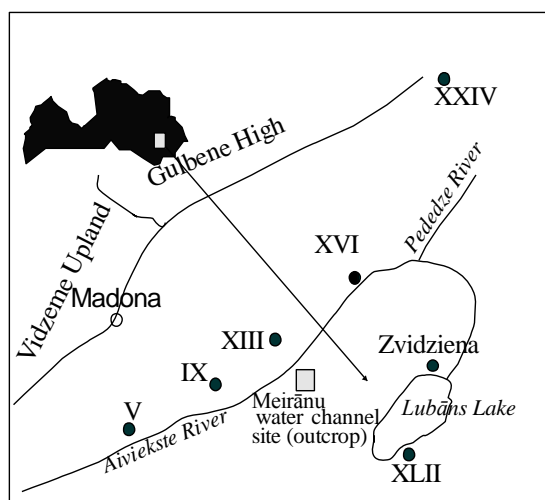 XXIV
Gulbene High
Pededze River
Vidzeme Upland
XVI
Madona
XIII
Zvidziena
IX
Meirānu
water channel
site (outcrop)
Lubāns Lake
V
Aiviekste River
XLII